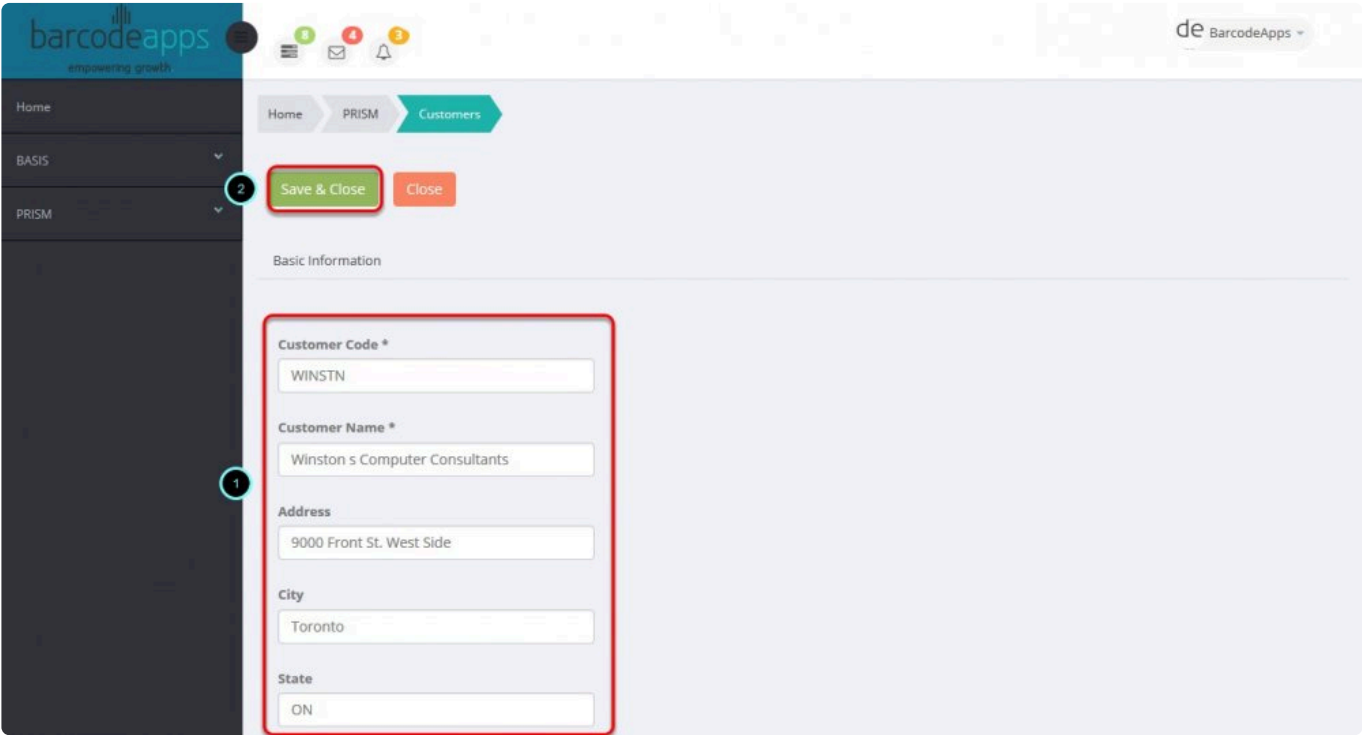 barcodeapps
empowering growth
8
4
3
de BarcodeApps
Home
BASIS
PRISM
Home
PRISM
Customers
2
Save & Close
Close
Basic Information
1
Customer Code *
WINSTN
Customer Name *
Winston s Computer Consultants
Address
9000 Front St. West Side
City
Toronto
State
ON